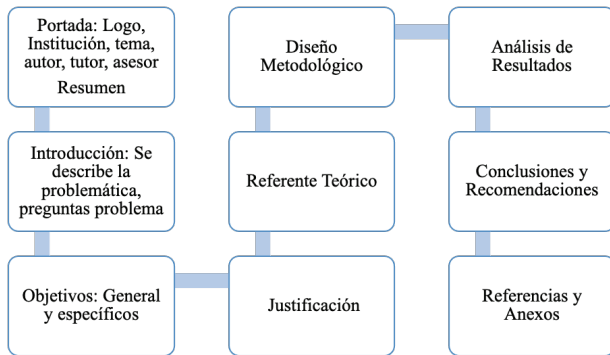 Portada: Logo,
Institución, tema,
autor, tutor, asesor
Resumen
Introducción: Se
describe la
problemática,
preguntas problema
Objetivos: General
y específicos
Justificación
Referente Teórico
Diseño
Metodológico
Análisis de
Resultados
Conclusiones y
Recomendaciones
Referencias y
Anexos